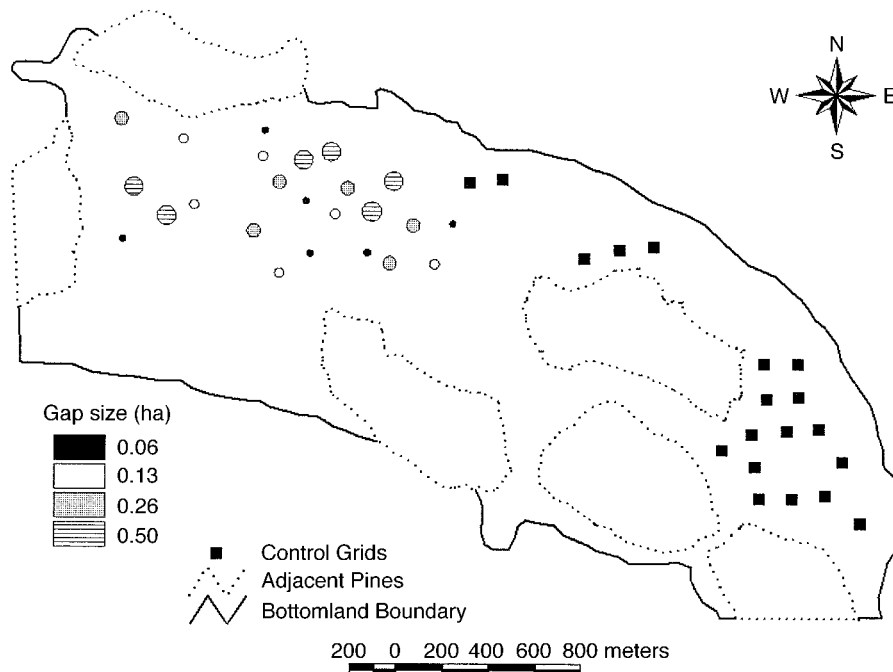 N
W E
S
Gap size (ha)
0.06
0.13
0.26
0.50
Control Grids
Adjacent Pines
Bottomland Boundary
200 0 200 400 600 800 meters